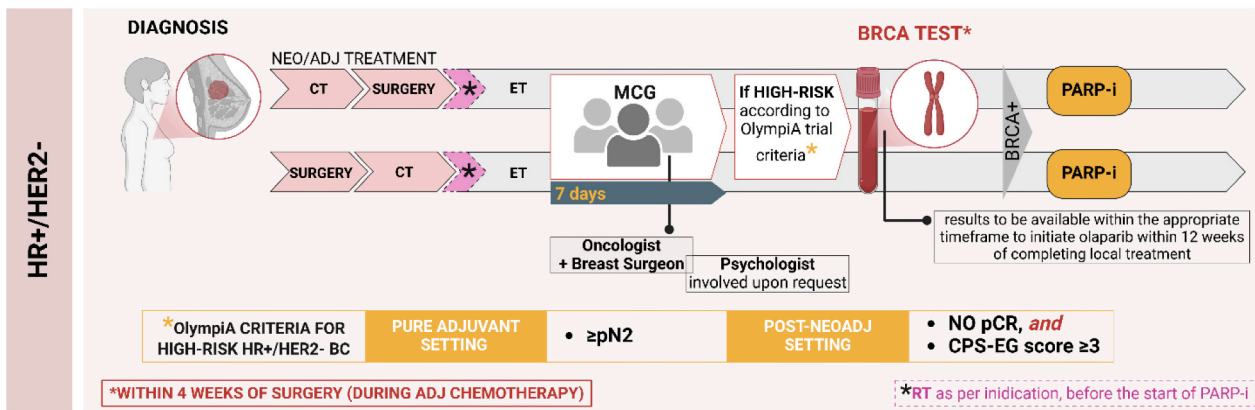 HR+/HER2-
DIAGNOSIS
NEO/ADJ TREATMENT
CT
SURGERY
*
ET
MCG
If HIGH-RISK
according to
OlympiA trial
criteria*
BRCA TEST*
BRCA+
PARP-i
SURGERY
CT
*
ET
7 days
PARP-i
Oncologist
+ Breast Surgeon
Psychologist
involved upon request
results to be available within the appropriate
timeframe to initiate olaparib within 12 weeks
of completing local treatment
*OlympiA CRITERIA FOR
HIGH-RISK HR+/HER2- BC
PURE ADJUVANT
SETTING
• ≥pN2
POST-NEOADJ
SETTING
• NO pCR, and
• CPS-EG score ≥3
*WITHIN 4 WEEKS OF SURGERY (DURING ADJ CHEMOTHERAPY)
*RT as per inidication, before the start of PARP-i